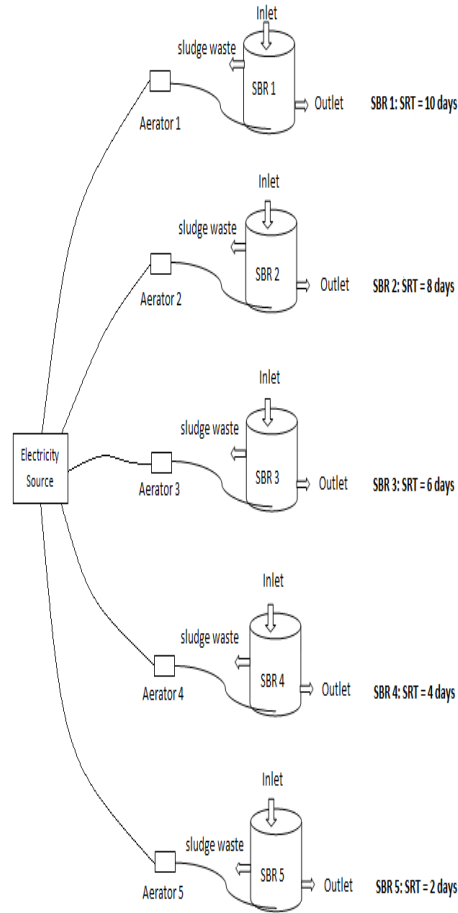 Inlet
sludge waste
SBR 1
Outlet
SBR 1: SRT = 10 days
Aerator 1
Inlet
sludge waste
SBR 2
Outlet
SBR 2: SRT = 8 days
Aerator 2
Inlet
sludge waste
Electricity
Source
SBR 3
Outlet
SBR 3: SRT = 6 days
Aerator 3
Inlet
sludge waste
SBR 4
Outlet
SBR 4: SRT = 4 days
Aerator 4
Inlet
sludge waste
SBR 5
Outlet
SBR 5: SRT = 2 days
Aerator 5